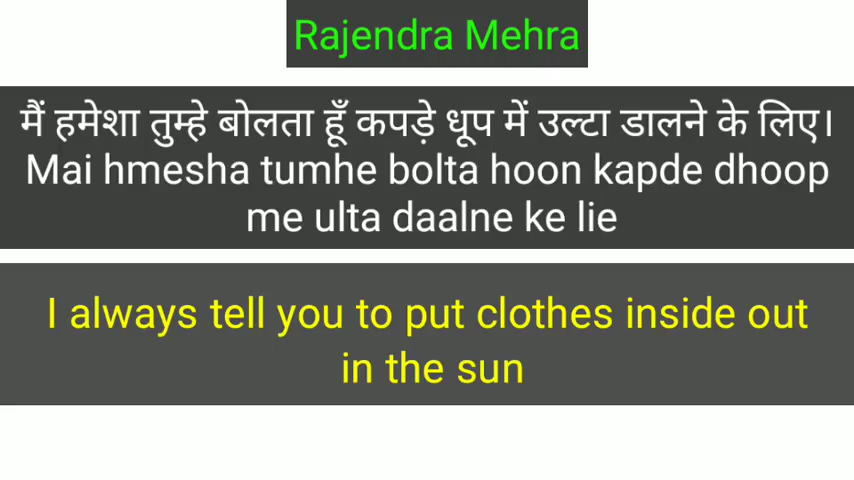 Rajendra Mehra
मैं हमेशा तुम्हे बोलता हूँ कपड़े धूप में उल्टा डालने के लिए।
Mai hmesha tumhe bolta hoon kapde dhoop
me ulta daalne ke lie
I always tell you to put clothes inside out
in the sun